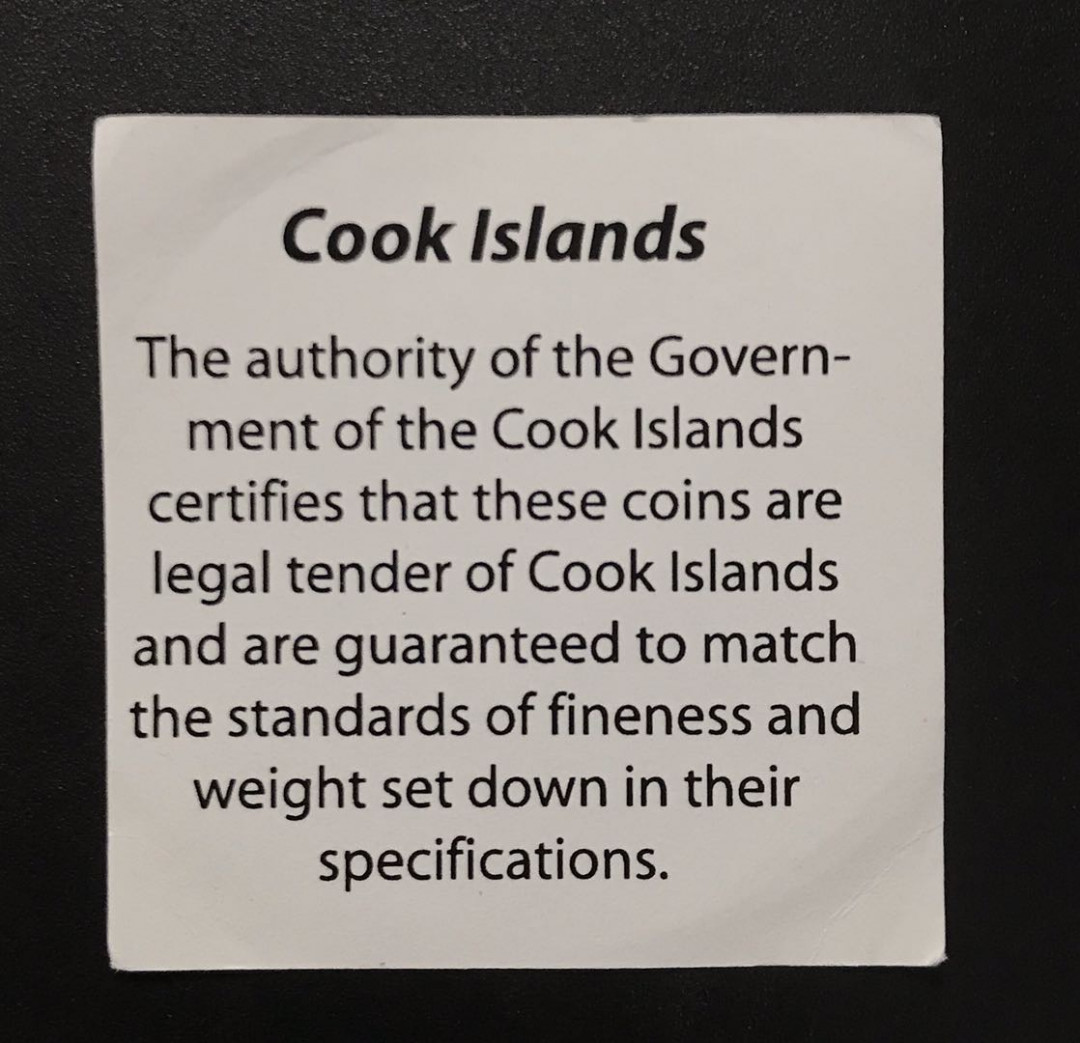 Cook Islands
The authority of the Govern-
ment of the Cook Islands
certifies that these coins are
legal tender of Cook Islands
and are guaranteed to match
the standards of fineness and
weight set down in their
specifications.